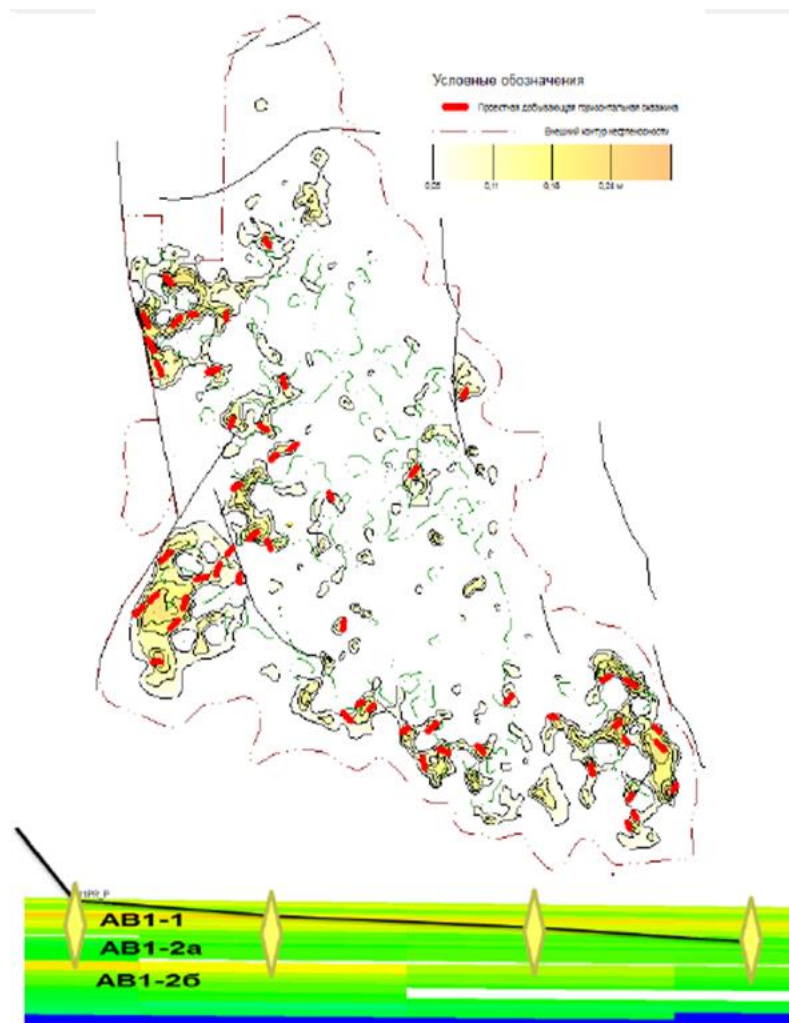 Условные обозначения
Проектная добывающая горизонтальная скважина
Внешний контур нефтеносности
0,05 0,11 0,18 0,24 м
АВ1-1
АВ1-2а
АВ1-2б